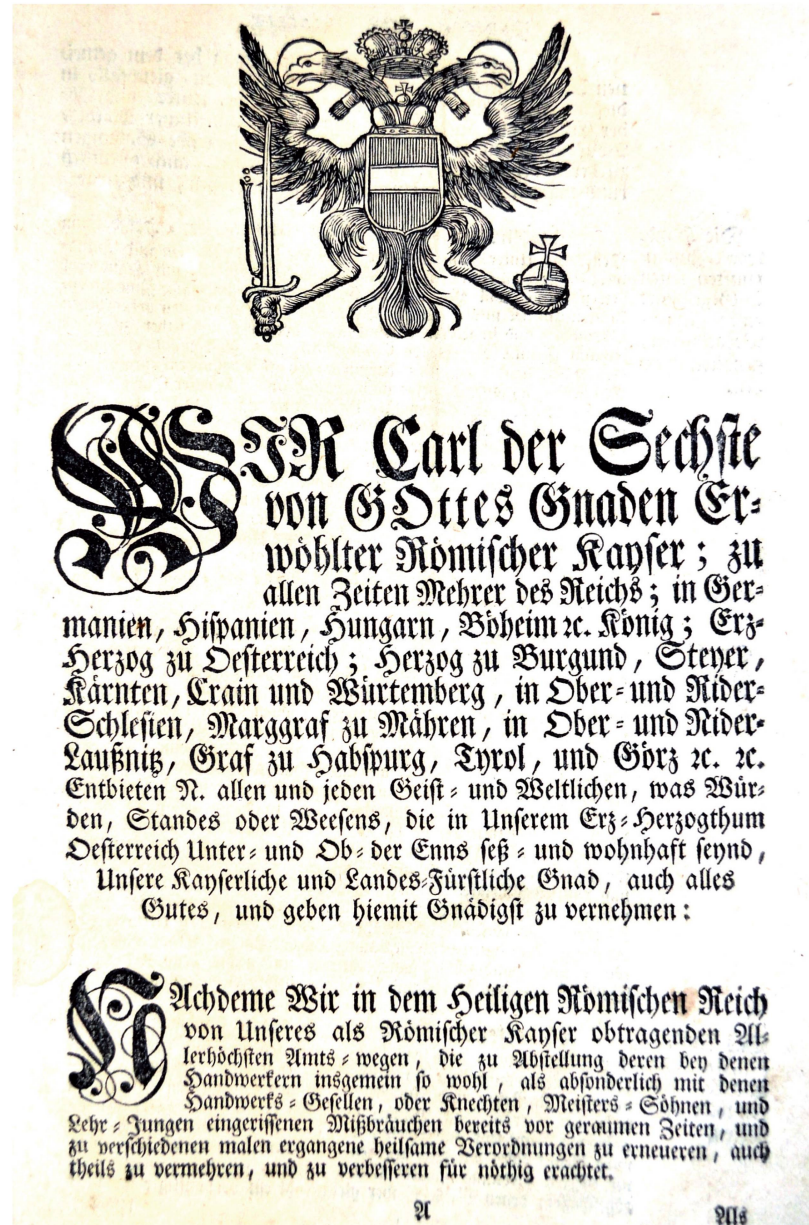 WIR Carl der Sechste
von GOttes Gnaden Er-
wöhlter Römischer Kayser; zu
allen Zeiten Mehrer des Reichs; in Ger-
manien, Hispanien, Hungarn, Böheim ꝛc. König; Erz-
Herzog zu Oesterreich; Herzog zu Burgund, Steyer,
Kärnten, Crain und Würtemberg, in Ober- und Nider-
Schlesien, Marggraf zu Mähren, in Ober- und Nider-
Laußnitz, Graf zu Habspurg, Tyrol, und Görz ꝛc. ꝛc.
Entbieten N. allen und jeden Geist- und Weltlichen, was Wür-
den, Standes oder Weesens, die in Unserem Erz-Herzogthum
Oesterreich Unter- und Ob-der Enns seß- und wohnhaft seynd,
Unsere Kayserliche und Landes-Fürstliche Gnad, auch alles
Gutes, und geben hiemit Gnädigst zu vernehmen:
NAchdeme Wir in dem Heiligen Römischen Reich
von Unseres als Römischer Kayser obtragenden Al-
lerhöchsten Amts-wegen, die zu Abstellung deren bey denen
Handwerkern insgemein so wohl, als absonderlich mit denen
Handwerks-Gesellen, oder Knechten, Meisters-Söhnen, und
Lehr-Jungen eingerissenen Mißbräuchen bereits vor geraumen Zeiten, und
zu verschiedenen malen ergangene heilsame Verordnungen zu erneueren, auch
theils zu vermehren, und zu verbesseren für nöthig erachtet.
A Als